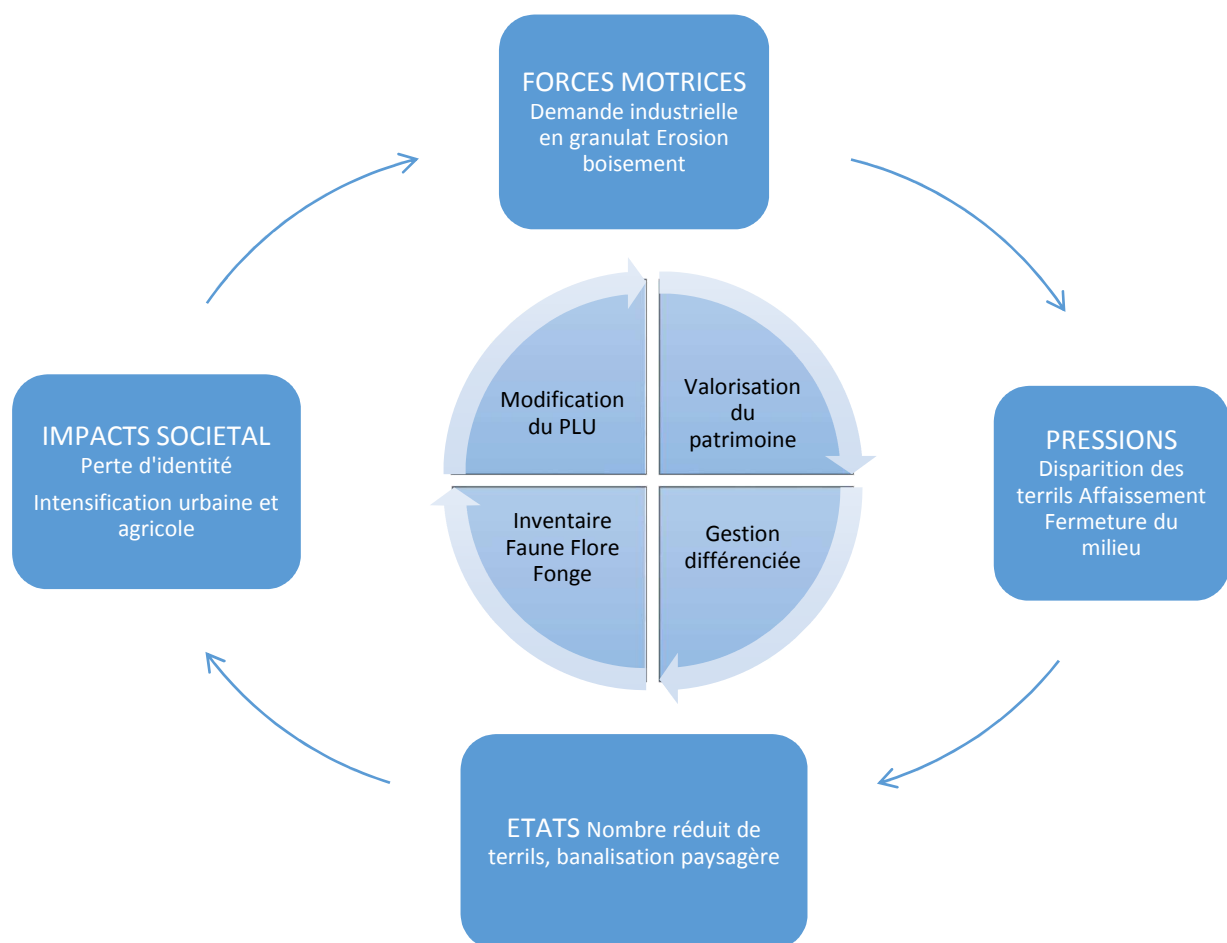 FORCES MOTRICES
Demande industrielle
en granulat Erosion
boisement
Modification
du PLU
Valorisation
du
patrimoine
IMPACTS SOCIETAL
Perte d'identité
Intensification urbaine et
agricole
PRESSIONS
Disparition des
terrils Affaissement
Fermeture du
milieu
Inventaire
Faune Flore
Fonge
Gestion
différenciée
ETATS Nombre réduit de
terrils, banalisation paysagère